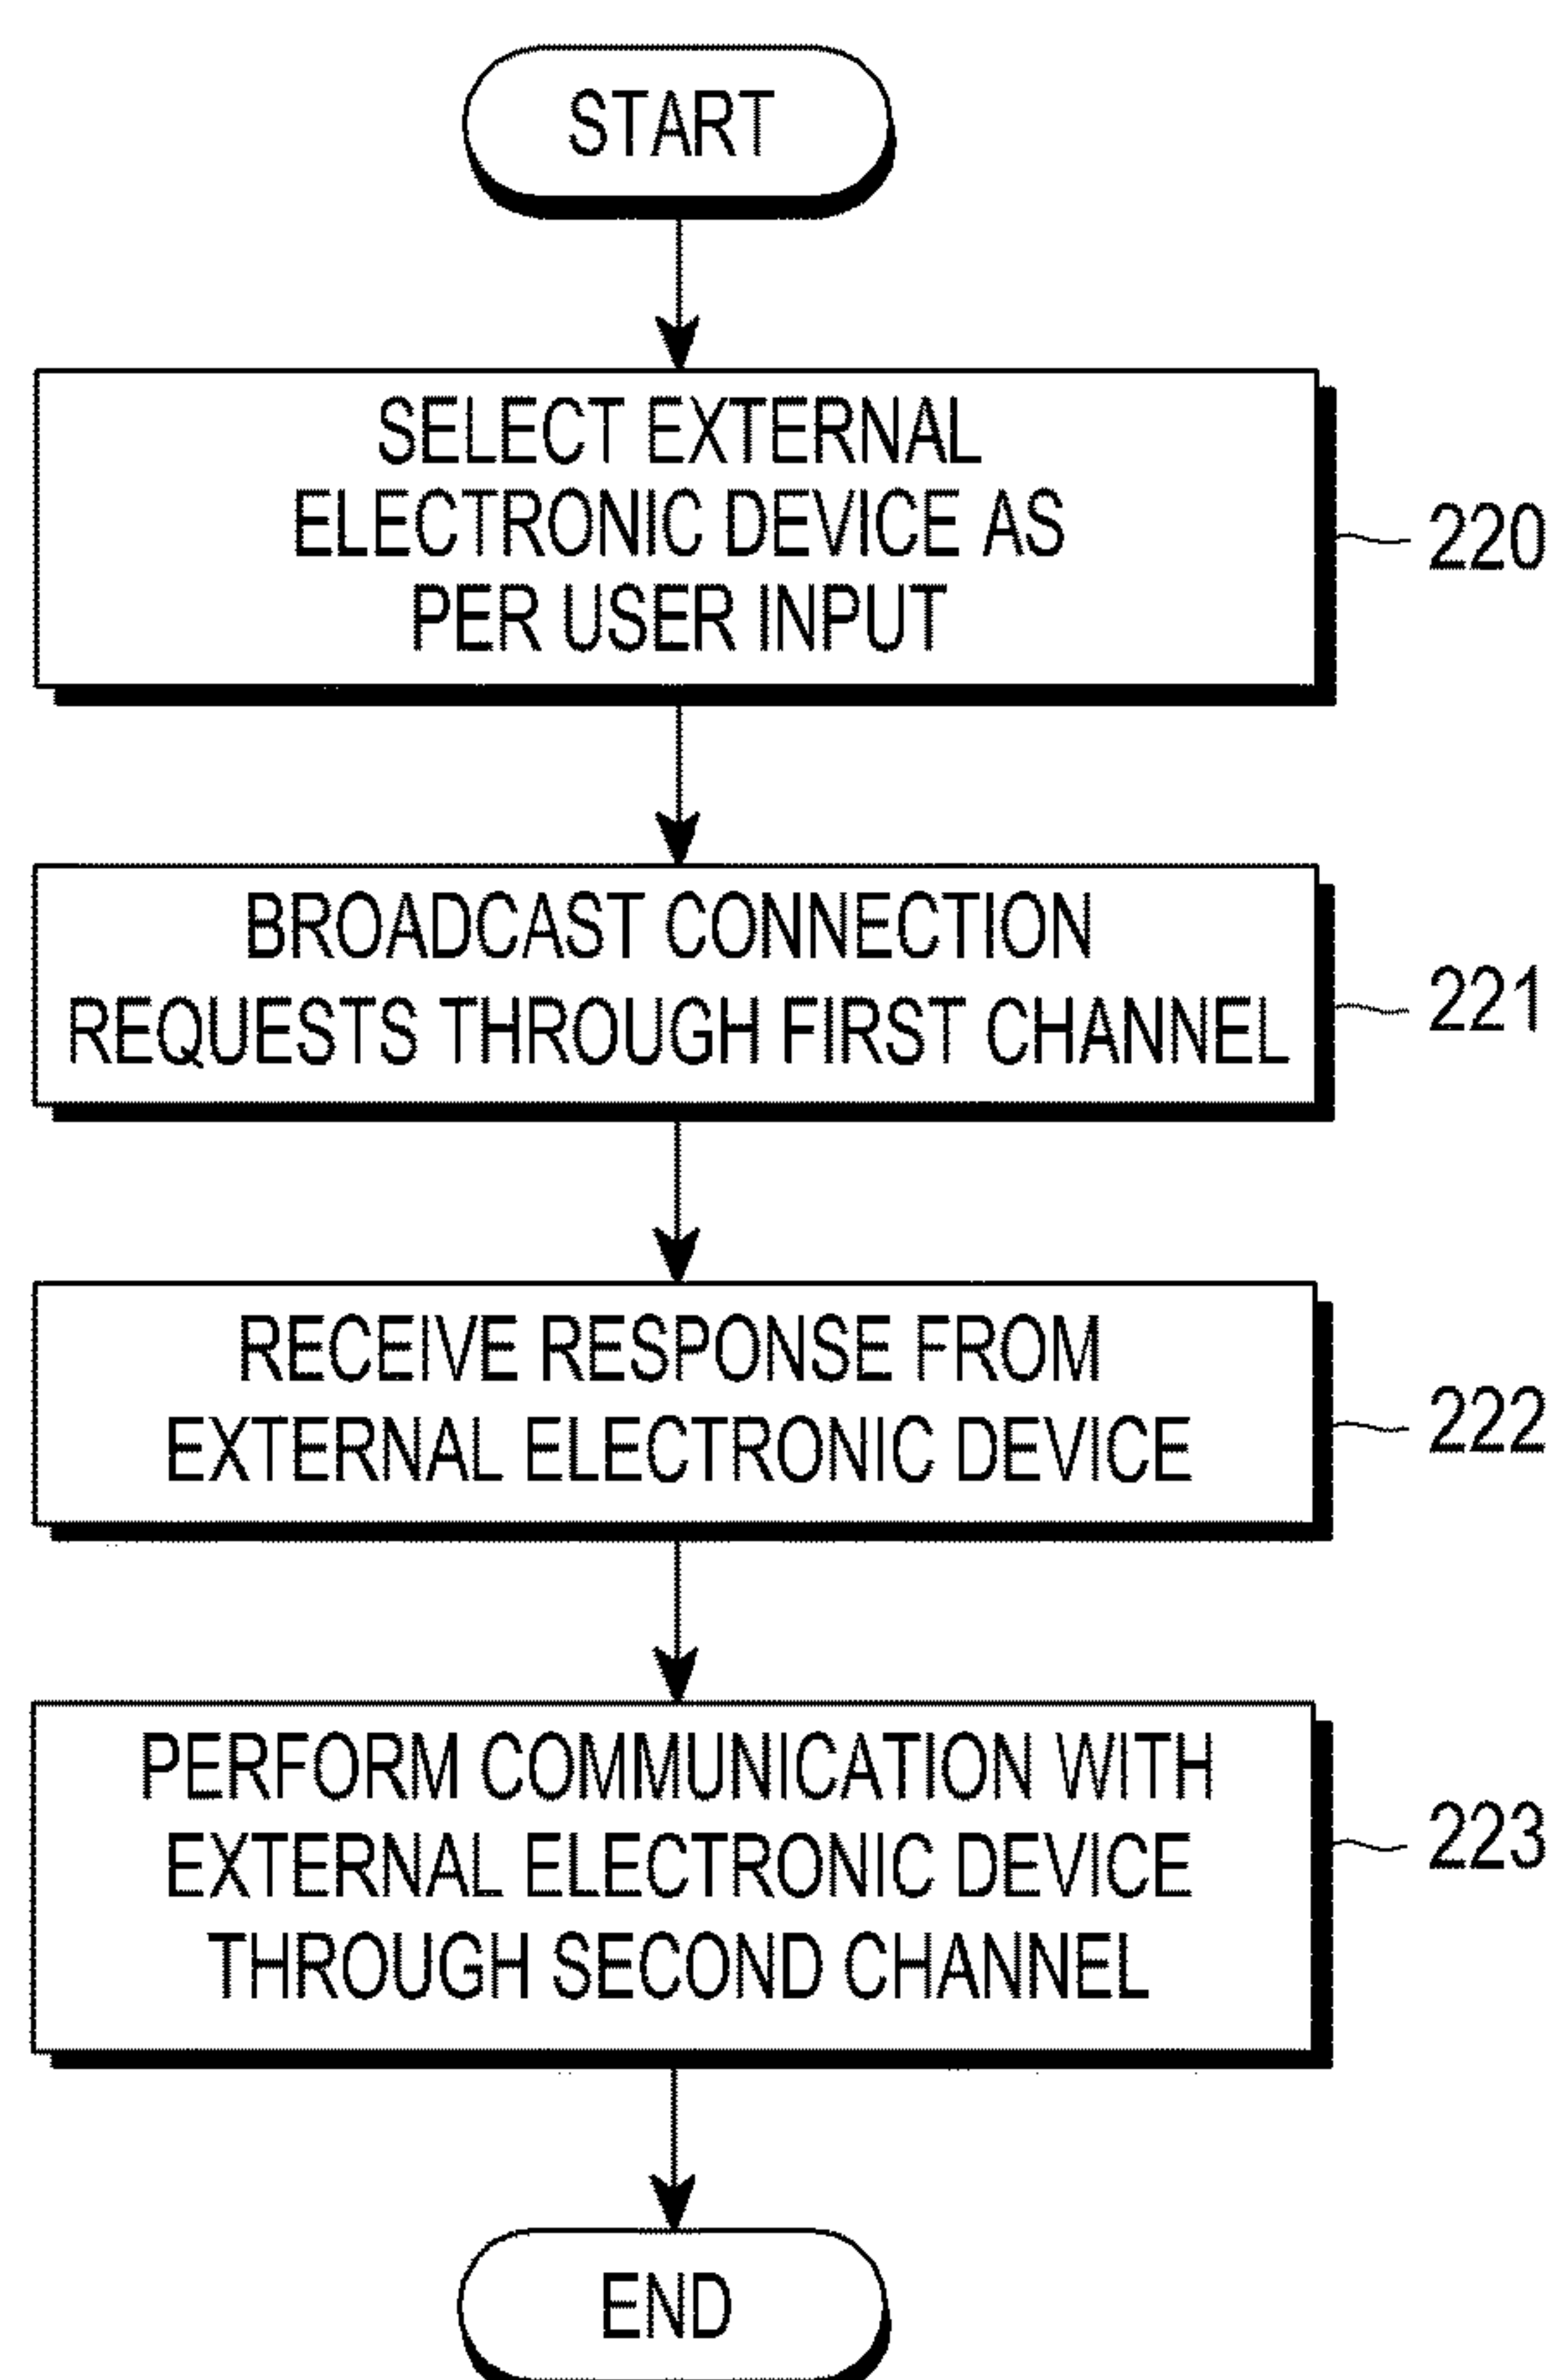 START
SELECT EXTERNAL
ELECTRONIC DEVICE AS
PER USER INPUT
220
BROADCAST CONNECTION
REQUESTS THROUGH FIRST CHANNEL
221
RECEIVE RESPONSE FROM
EXTERNAL ELECTRONIC DEVICE
222
PERFORM COMMUNICATION WITH
EXTERNAL ELECTRONIC DEVICE
THROUGH SECOND CHANNEL
223
END